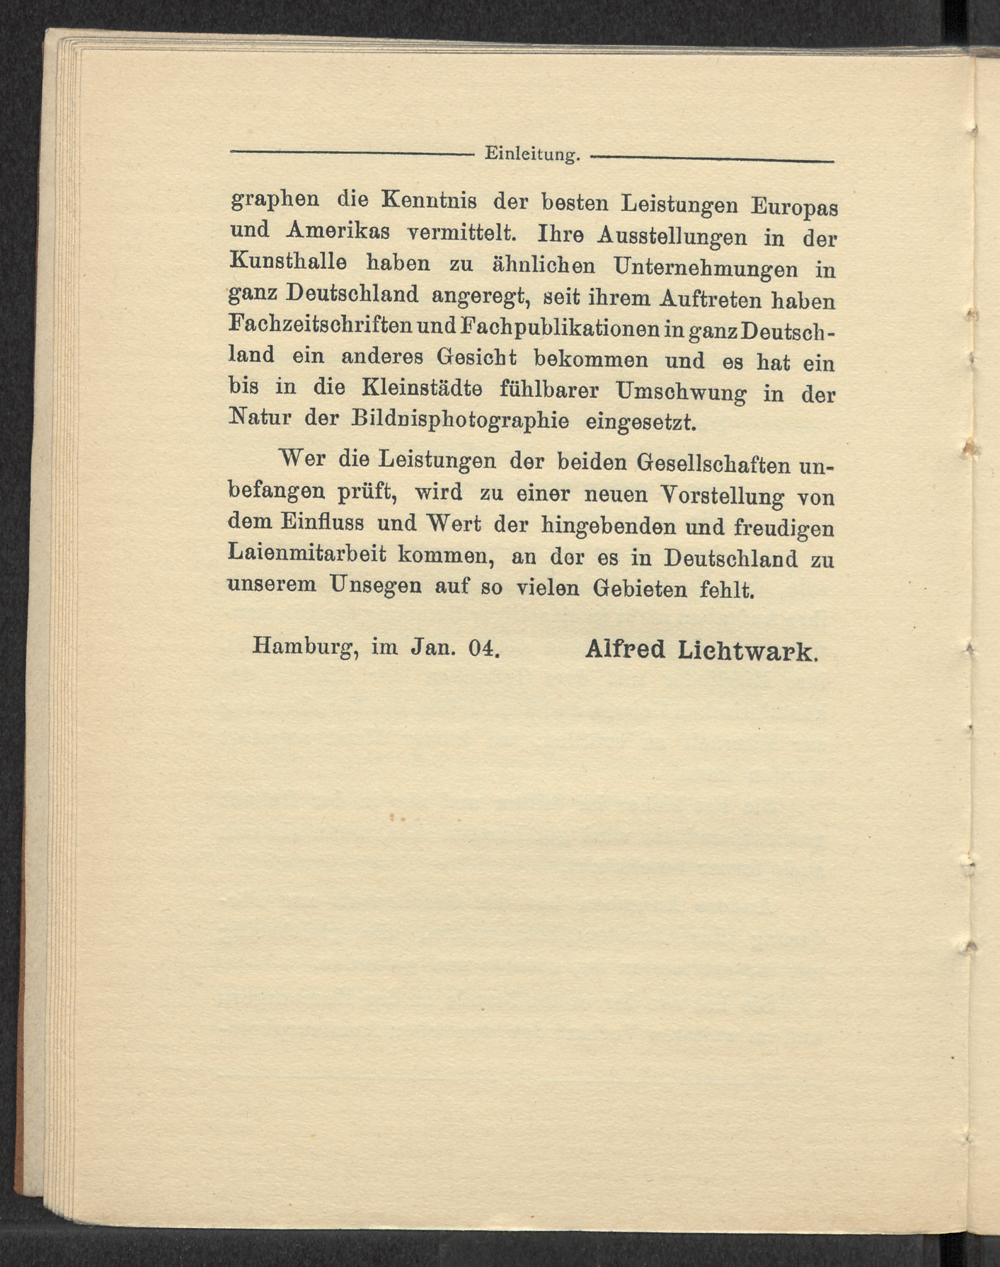 Einleitung.
graphen die Kenntnis der besten Leistungen Europas
und Amerikas vermittelt. Ihre Ausstellungen in der
Kunsthalle haben zu ähnlichen Unternehmungen in
ganz Deutschland angeregt, seit ihrem Auftreten haben
Fachzeitschriften und Fachpublikationen in ganz Deutsch-
land ein anderes Gesicht bekommen und es hat ein
bis in die Kleinstädte fühlbarer Umschwung in der
Natur der Bildnisphotographie eingesetzt.
Wer die Leistungen der beiden Gesellschaften un-
befangen prüft, wird zu einer neuen Vorstellung von
dem Einfluss und Wert der hingebenden und freudigen
Laienmitarbeit kommen, an der es in Deutschland zu
unserem Unsegen auf so vielen Gebieten fehlt.
Hamburg, im Jan. 04. Alfred Lichtwark.